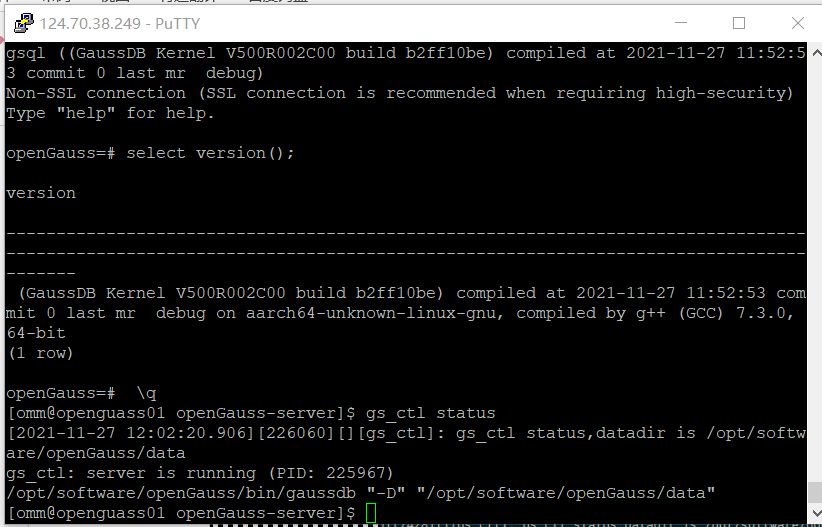 124.70.38.249 - PuTTY
gsql ((GaussDB Kernel V500R002C00 build b2ff10be) compiled at 2021-11-27 11:52:5
3 commit 0 last mr  debug)
Non-SSL connection (SSL connection is recommended when requiring high-security)
Type "help" for help.
openGauss=# select version();
version
--------------------------------------------------------------------------------
--------------------------------------------------------------------------------
-------
(GaussDB Kernel V500R002C00 build b2ff10be) compiled at 2021-11-27 11:52:53 com
mit 0 last mr  debug on aarch64-unknown-linux-gnu, compiled by g++ (GCC) 7.3.0,
64-bit
(1 row)
openGauss=#  \q
[omm@openguass01 openGauss-server]$ gs_ctl status
[2021-11-27 12:02:20.906][226060][][gs_ctl]: gs_ctl status,datadir is /opt/softw
are/openGauss/data
gs_ctl: server is running (PID: 225967)
/opt/software/openGauss/bin/gaussdb "-D" "/opt/software/openGauss/data"
[omm@openguass01 openGauss-server]$